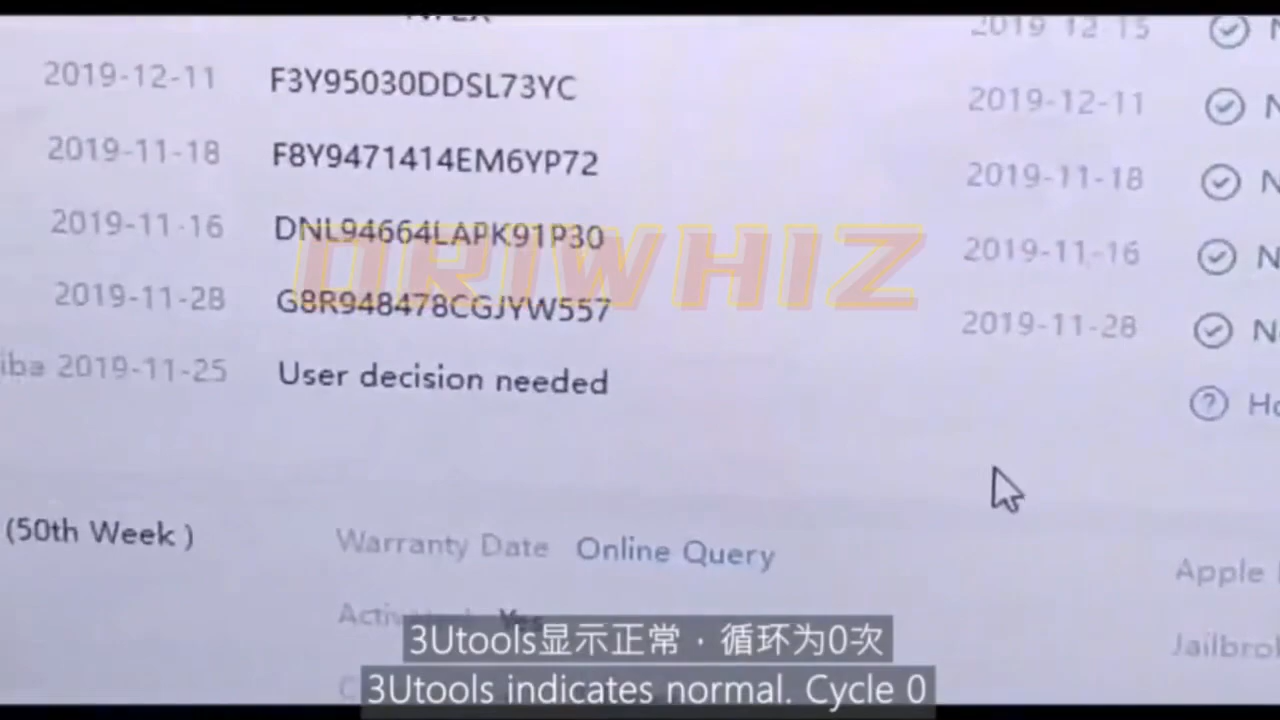 2019-12-15
2019-12-11 F3Y95030DDSL73YC 2019-12-11 N
2019-11-18 F8Y9471414EM6YP72 2019-11-18 N
2019-11-16 DNL94664LAPK91P30 2019-11-16 N
DRIWHIZ
2019-11-28 G8R948478CGJYW557 2019-11-28 N
iba 2019-11-25 User decision needed Ho
(50th Week) Warranty Date Online Query Apple
Yes Jailbro
3Utools显示正常，循环为0次
3Utools indicates normal. Cycle 0